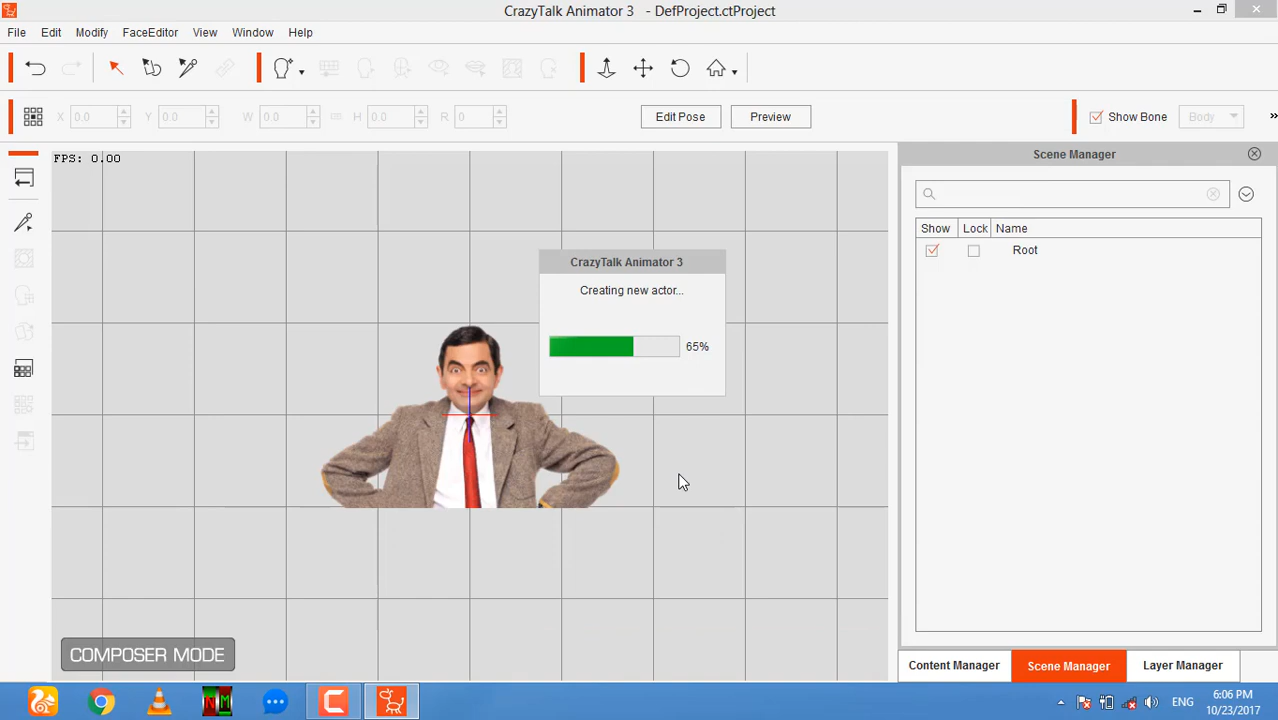 CrazyTalk Animator 3 - DefProject.ctProject
File Edit Modify FaceEditor View Window Help
X 0.0 Y 0.0 W 0.0 H 0.0 R 0 Edit Pose Preview Show Bone Body »
FPS: 0.00
Scene Manager
Show Lock Name
Root
CrazyTalk Animator 3
Creating new actor...
65%
COMPOSER MODE
Content Manager Scene Manager Layer Manager
N M
ENG
6:06 PM
10/23/2017